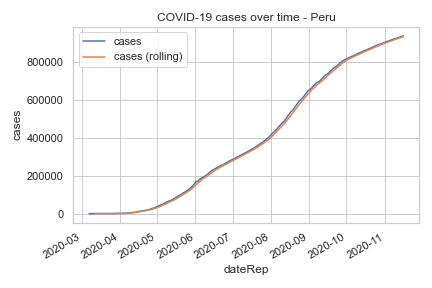 COVID-19 cases over time - Peru
cases
cases (rolling)
cases
800000
600000
400000
200000
0
2020-03
2020-04
2020-05
2020-06
2020-07
2020-08
2020-09
2020-10
2020-11
dateRep